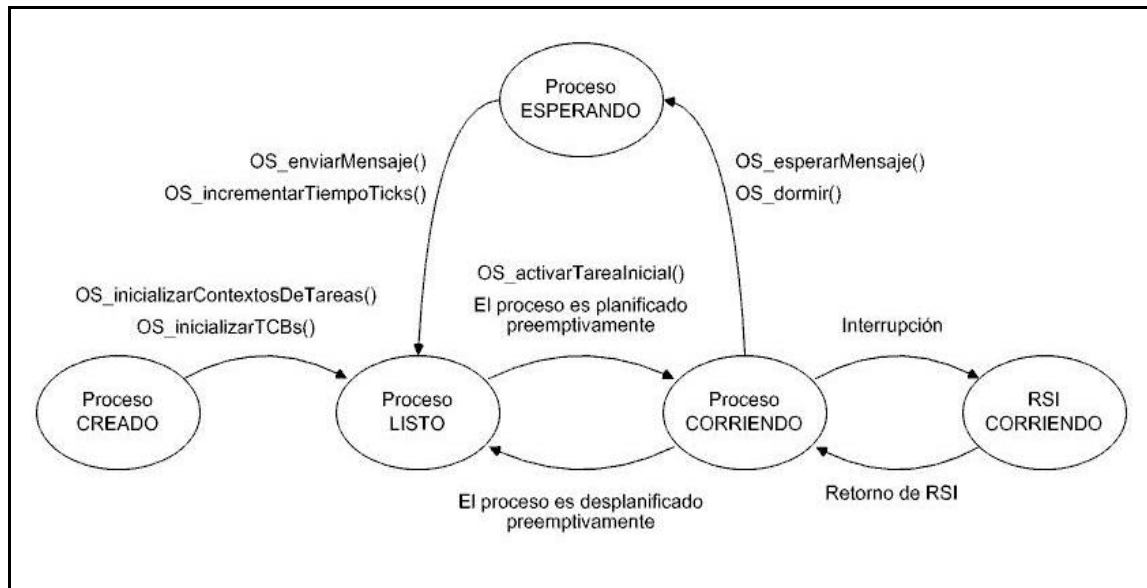 Proceso
ESPERANDO
OS_enviarMensaje()
OS_incrementarTiempoTicks()
OS_esperarMensaje()
OS_dormir()
OS_activarTareaInicial()
El proceso es planificado
preemptivamente
OS_inicializarContextosDeTareas()
OS_inicializarTCBs()
Interrupción
Proceso
CREADO
Proceso
LISTO
Proceso
CORRIENDO
RSI
CORRIENDO
El proceso es desplanificado
preemptivamente
Retorno de RSI